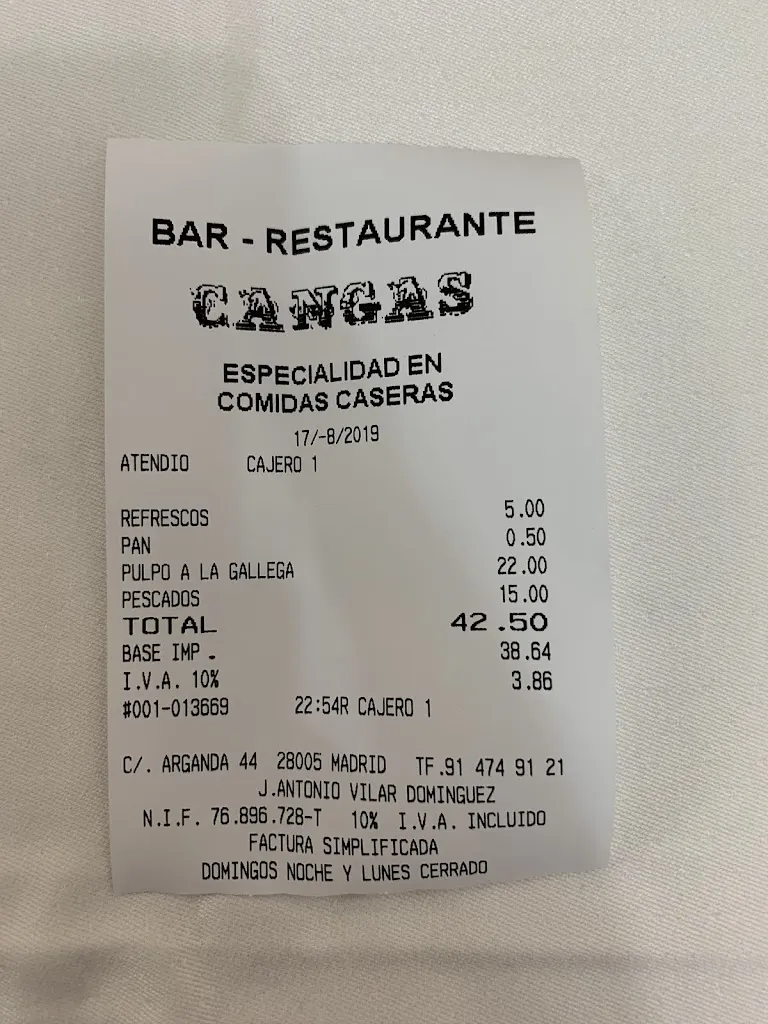 BAR - RESTAURANTE
CANGAS
ESPECIALIDAD EN
COMIDAS CASERAS
17/-8/2019
ATENDIO CAJERO 1
REFRESCOS 5.00
PAN 0.50
PULPO A LA GALLEGA 22.00
PESCADOS 15.00
TOTAL 42.50
BASE IMP. 38.64
I.V.A. 10% 3.86
#001-013669 22:54R CAJERO 1
C/. ARGANDA 44 28005 MADRID TF.91 474 91 21
J.ANTONIO VILAR DOMINGUEZ
N.I.F. 76.896.728-T 10% I.V.A. INCLUIDO
FACTURA SIMPLIFICADA
DOMINGOS NOCHE Y LUNES CERRADO